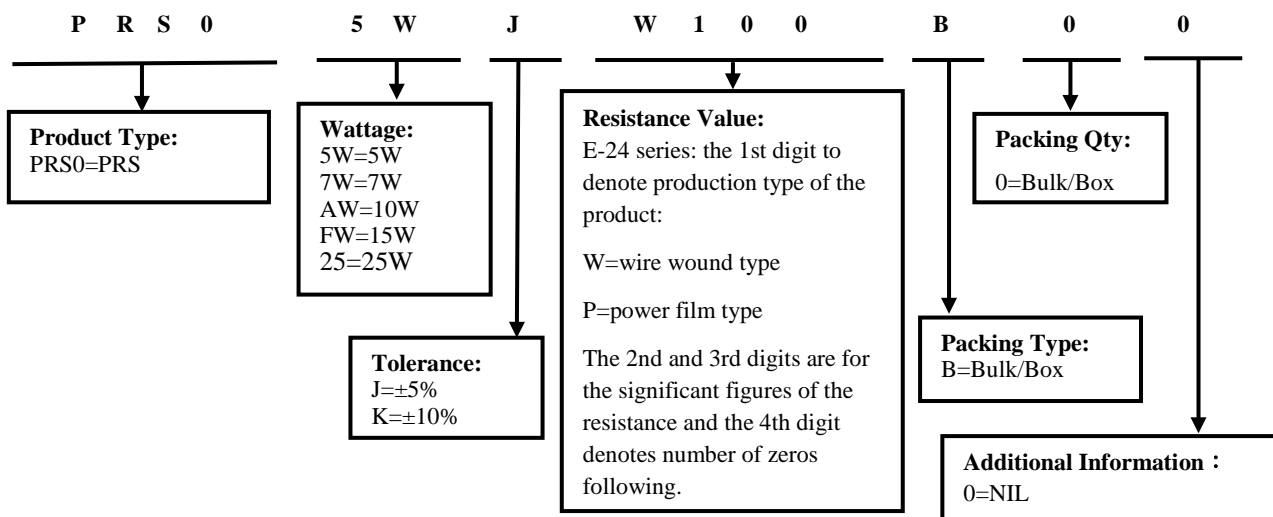 P R S 0 5 W J W 1 0 0 B 0 0
Product Type:
PRS0=PRS
Wattage:
5W=5W
7W=7W
AW=10W
FW=15W
25=25W
Tolerance:
J=±5%
K=±10%
Resistance Value:
E-24 series: the 1st digit to
denote production type of the
product:
W=wire wound type
P=power film type
The 2nd and 3rd digits are for
the significant figures of the
resistance and the 4th digit
denotes number of zeros
following.
Packing Qty:
0=Bulk/Box
Packing Type:
B=Bulk/Box
Additional Information：
0=NIL